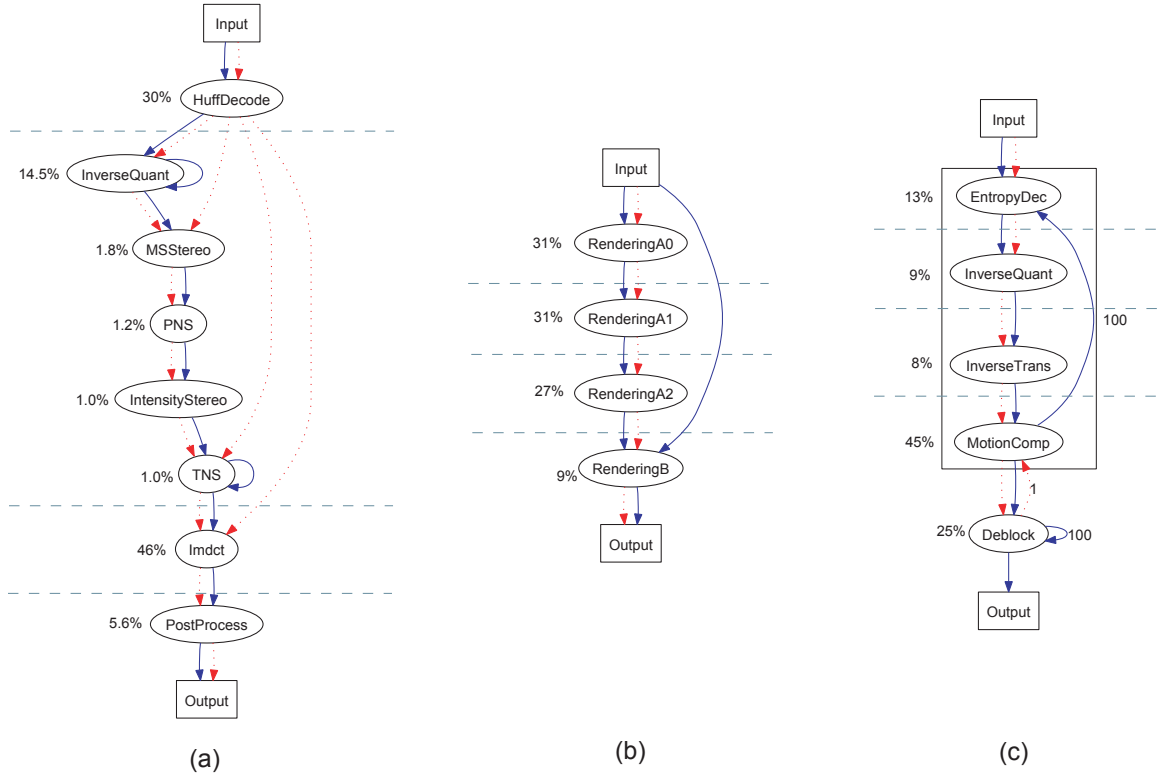 Input
30%
HuffDecode
14.5%
InverseQuant
1.8%
MSStereo
1.2%
PNS
1.0%
IntensityStereo
1.0%
TNS
46%
Imdct
5.6%
PostProcess
Output
(a)
Input
31%
RenderingA0
31%
RenderingA1
27%
RenderingA2
9%
RenderingB
Output
(b)
Input
13%
EntropyDec
9%
InverseQuant
100
8%
InverseTrans
45%
MotionComp
1
25%
Deblock
100
Output
(c)